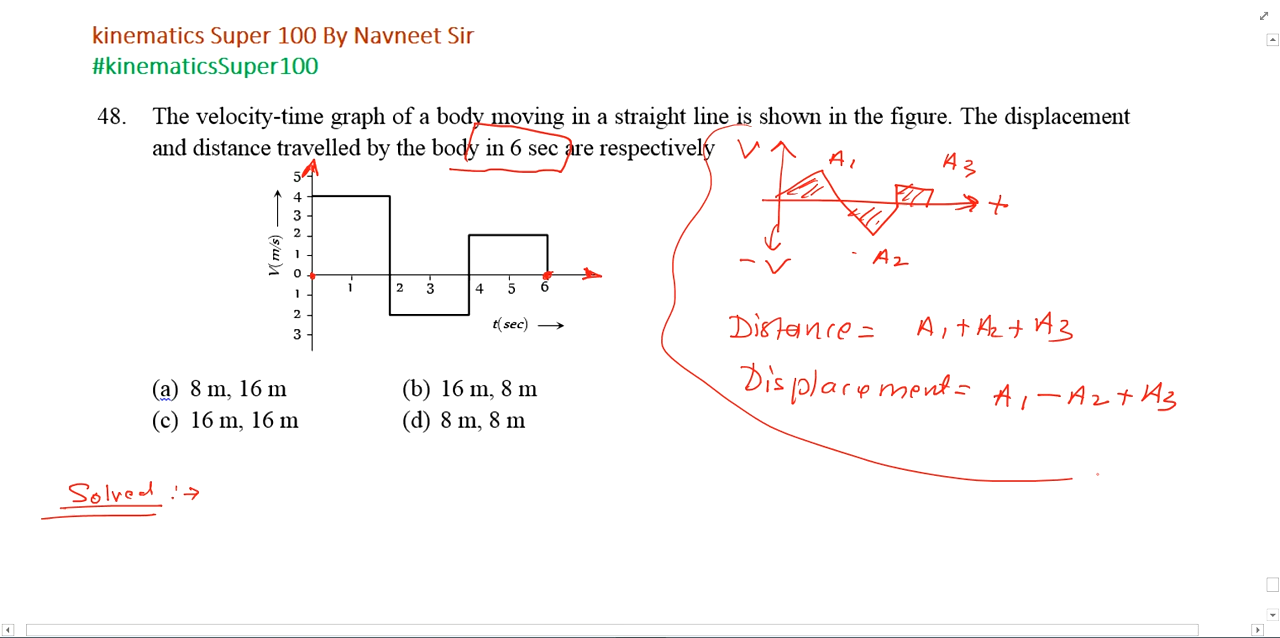 kinematics Super 100 By Navneet Sir
#kinematicsSuper100
48. The velocity-time graph of a body moving in a straight line is shown in the figure. The displacement
and distance travelled by the body in 6 sec are respectively
5
4
3
2
1
0
1
2
3
V(m/s)
1 2 3 4 5 6
t(sec)
V
A1
A3
+
A2
-V
Distance = A1 + A2 + A3
Displacement = A1 - A2 + A3
(a) 8 m, 16 m (b) 16 m, 8 m
(c) 16 m, 16 m (d) 8 m, 8 m
Solved :→